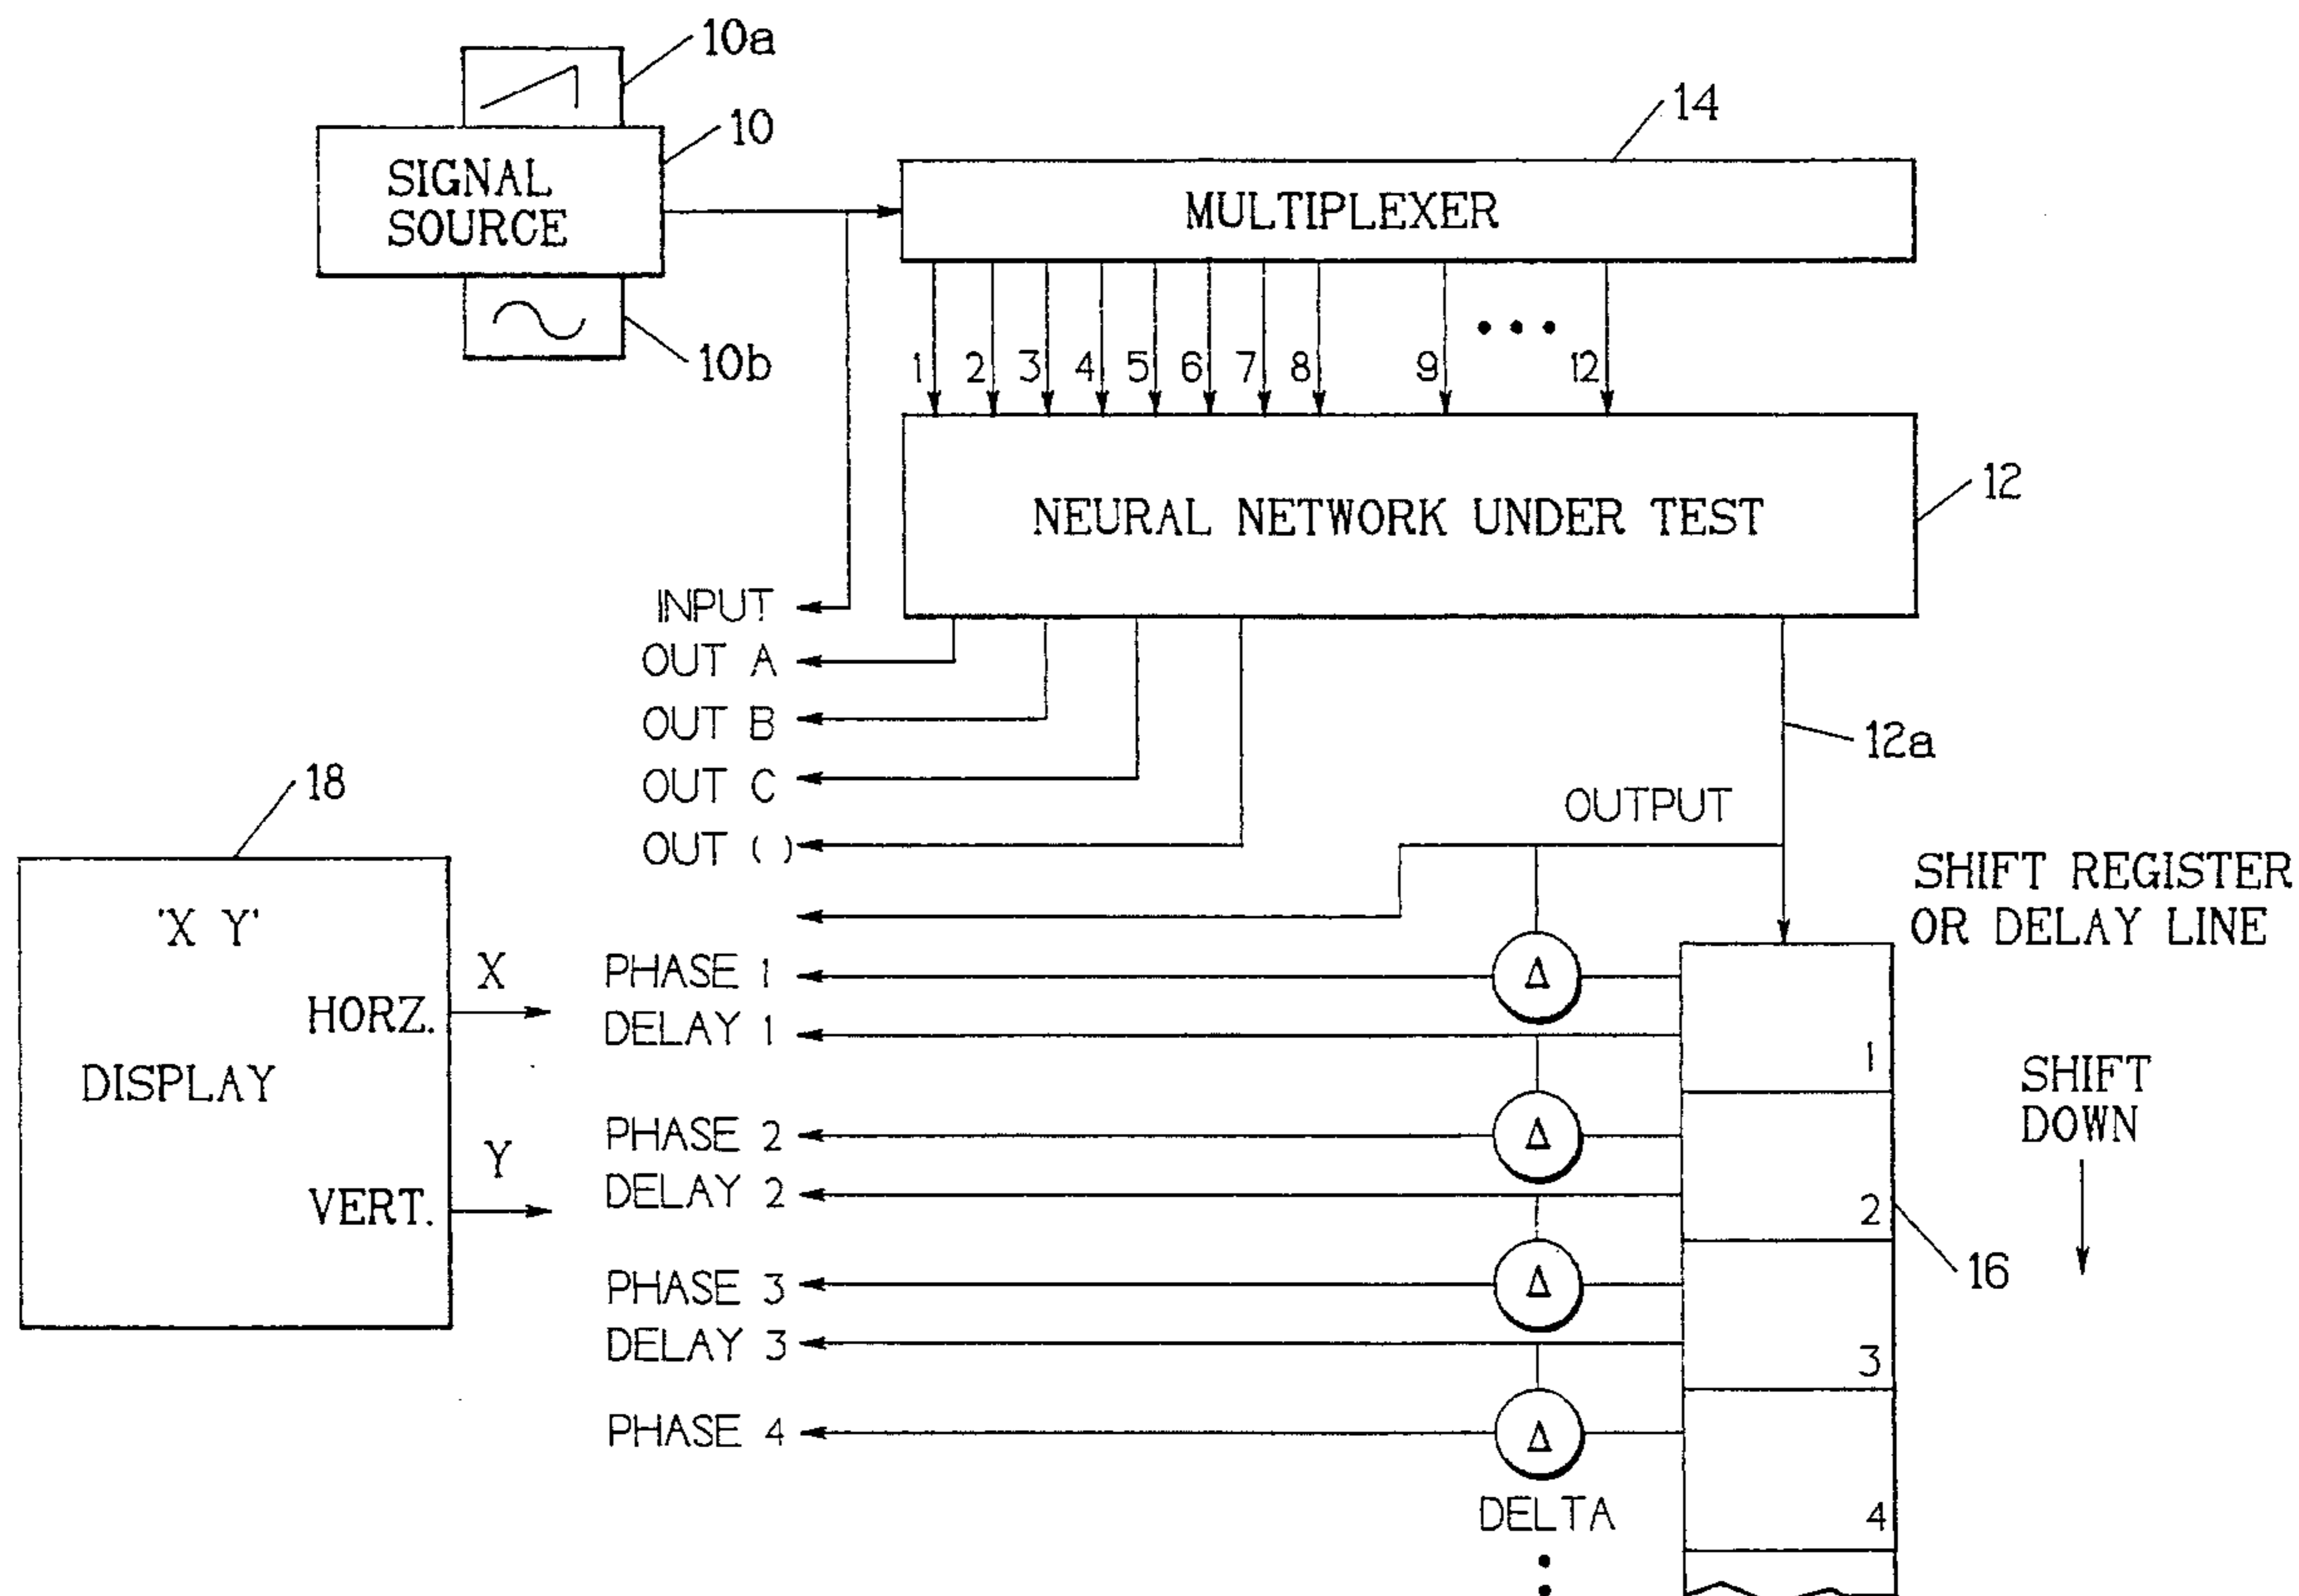 10a
10
SIGNAL
SOURCE
10b
14
MULTIPLEXER
1 2 3 4 5 6 7 8 9 ••• 12
NEURAL NETWORK UNDER TEST
12
INPUT
OUT A
OUT B
OUT C
OUT ( )
12a
OUTPUT
SHIFT REGISTER
OR DELAY LINE
18
'X Y'
DISPLAY
HORZ.
X
VERT.
Y
PHASE 1
Δ
DELAY 1
1
PHASE 2
Δ
DELAY 2
2
PHASE 3
Δ
DELAY 3
3
PHASE 4
Δ
DELTA
4
SHIFT
DOWN
16